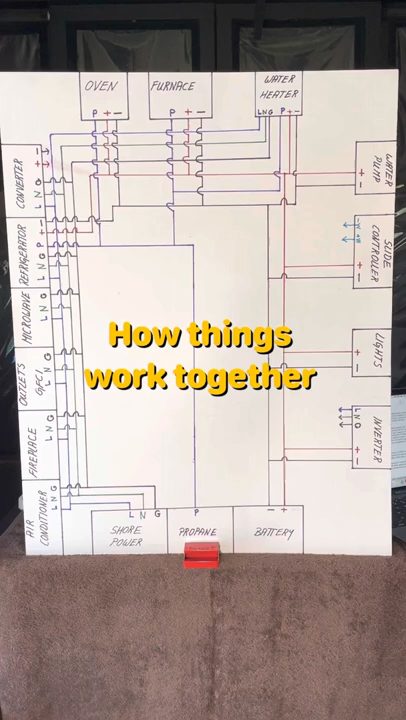 OVEN
P + -
FURNACE
P + -
WATER
HEATER
L N G P + -
CONVERTER
- +
L N G
REFRIGERATOR
+ -
L N G P
MICROWAVE
L N G
OUTLETS
GFCI
L N G
FIREPLACE
L N G
AIR
CONDITIONER
L N G
WATER
PUMP
+ -
SLIDE
CONTROLLER
+ -
LIGHTS
+ -
INVERTER
L N G
+ -
How things
work together
L N G
SHORE
POWER
P
PROPANE
- +
BATTERY